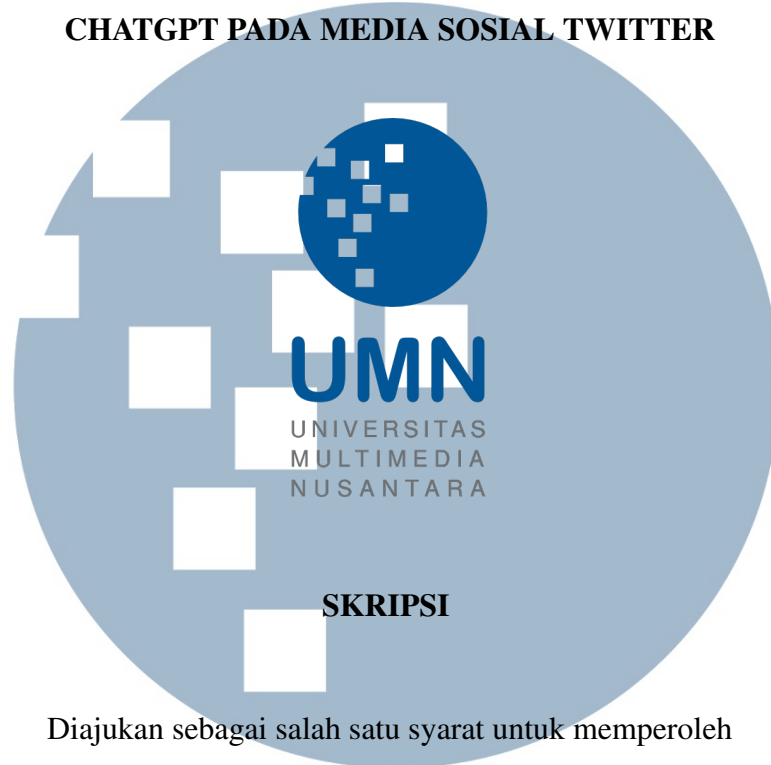 CHATGPT PADA MEDIA SOSIAL TWITTER
UMN
UNIVERSITAS
MULTIMEDIA
NUSANTARA
SKRIPSI
Diajukan sebagai salah satu syarat untuk memperoleh